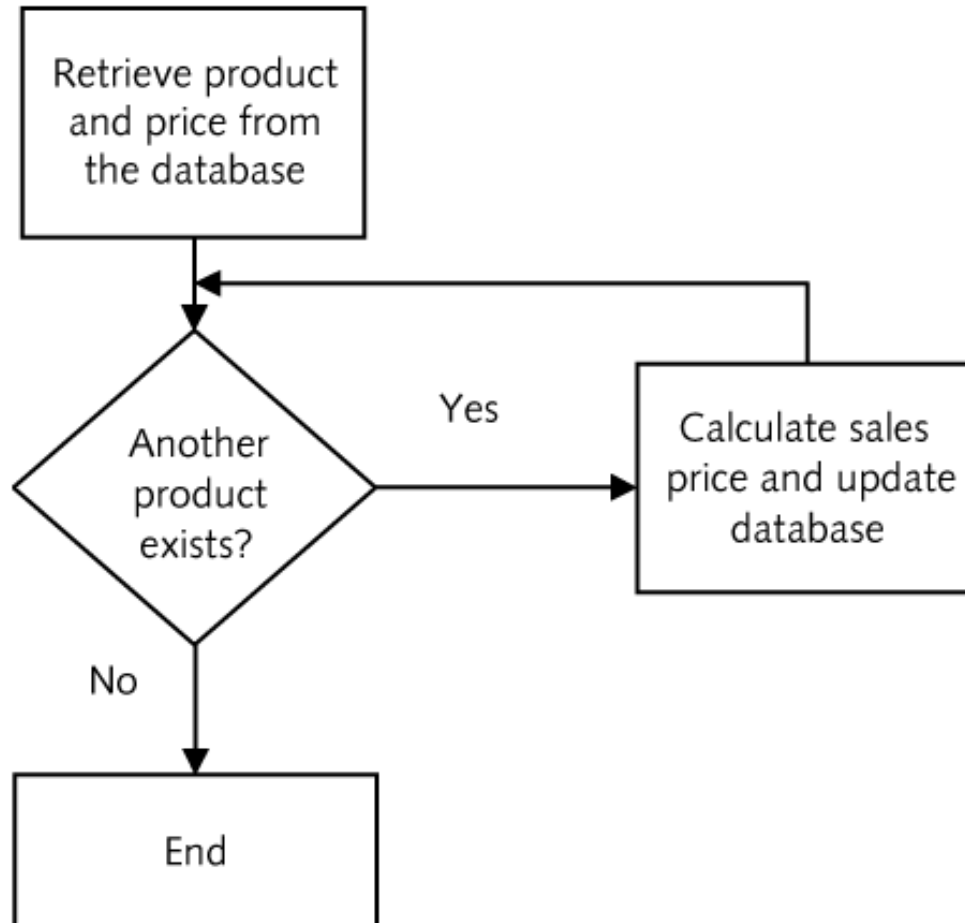 Retrieve product
and price from
the database
Another
product
exists?
Yes
Calculate sales
price and update
database
No
End